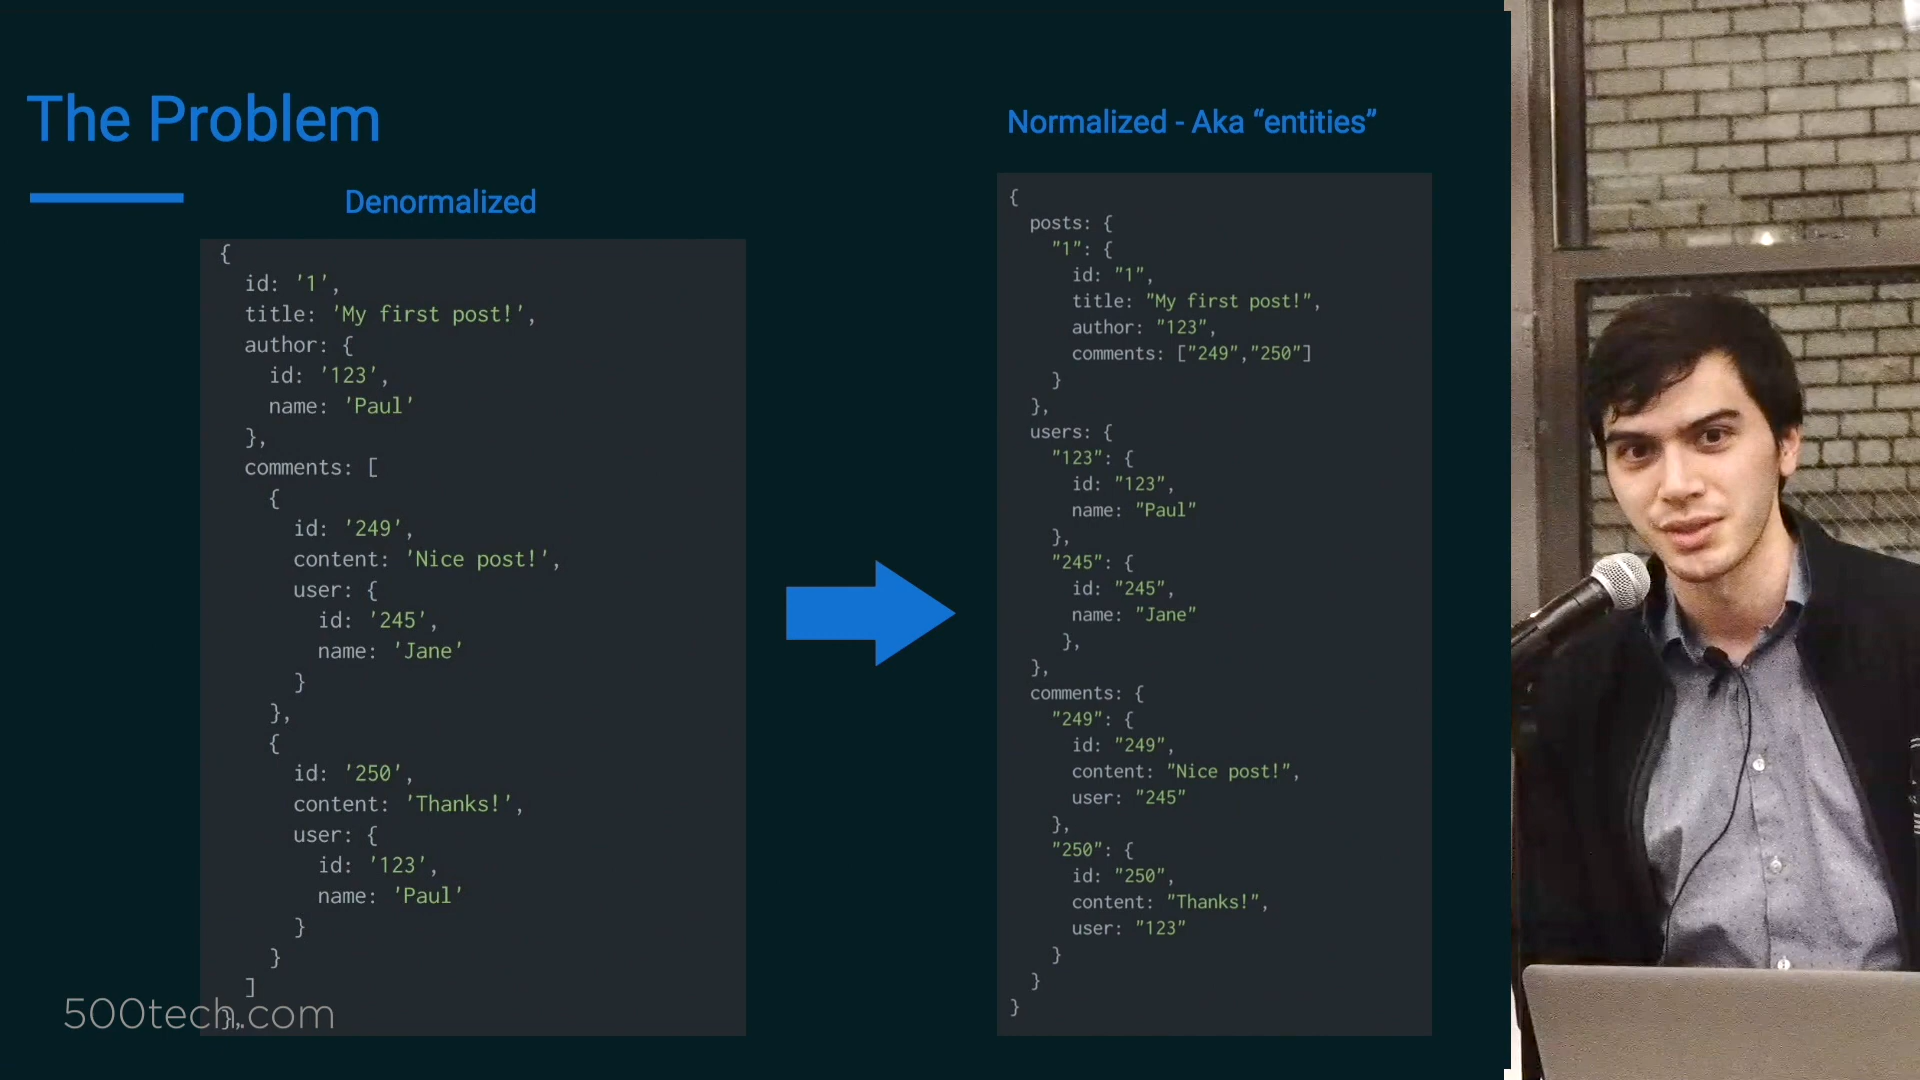 The Problem
Denormalized
{
id: '1',
title: 'My first post!',
author: {
id: '123',
name: 'Paul'
},
comments: [
{
id: '249',
content: 'Nice post!',
user: {
id: '245',
name: 'Jane'
}
},
{
id: '250',
content: 'Thanks!',
user: {
id: '123',
name: 'Paul'
}
}
]
},
500tech.com
Normalized - Aka “entities”
{
posts: {
"1": {
id: "1",
title: "My first post!",
author: "123",
comments: ["249","250"]
}
},
users: {
"123": {
id: "123",
name: "Paul"
},
"245": {
id: "245",
name: "Jane"
},
},
comments: {
"249": {
id: "249",
content: "Nice post!",
user: "245"
},
"250": {
id: "250",
content: "Thanks!",
user: "123"
}
}
}